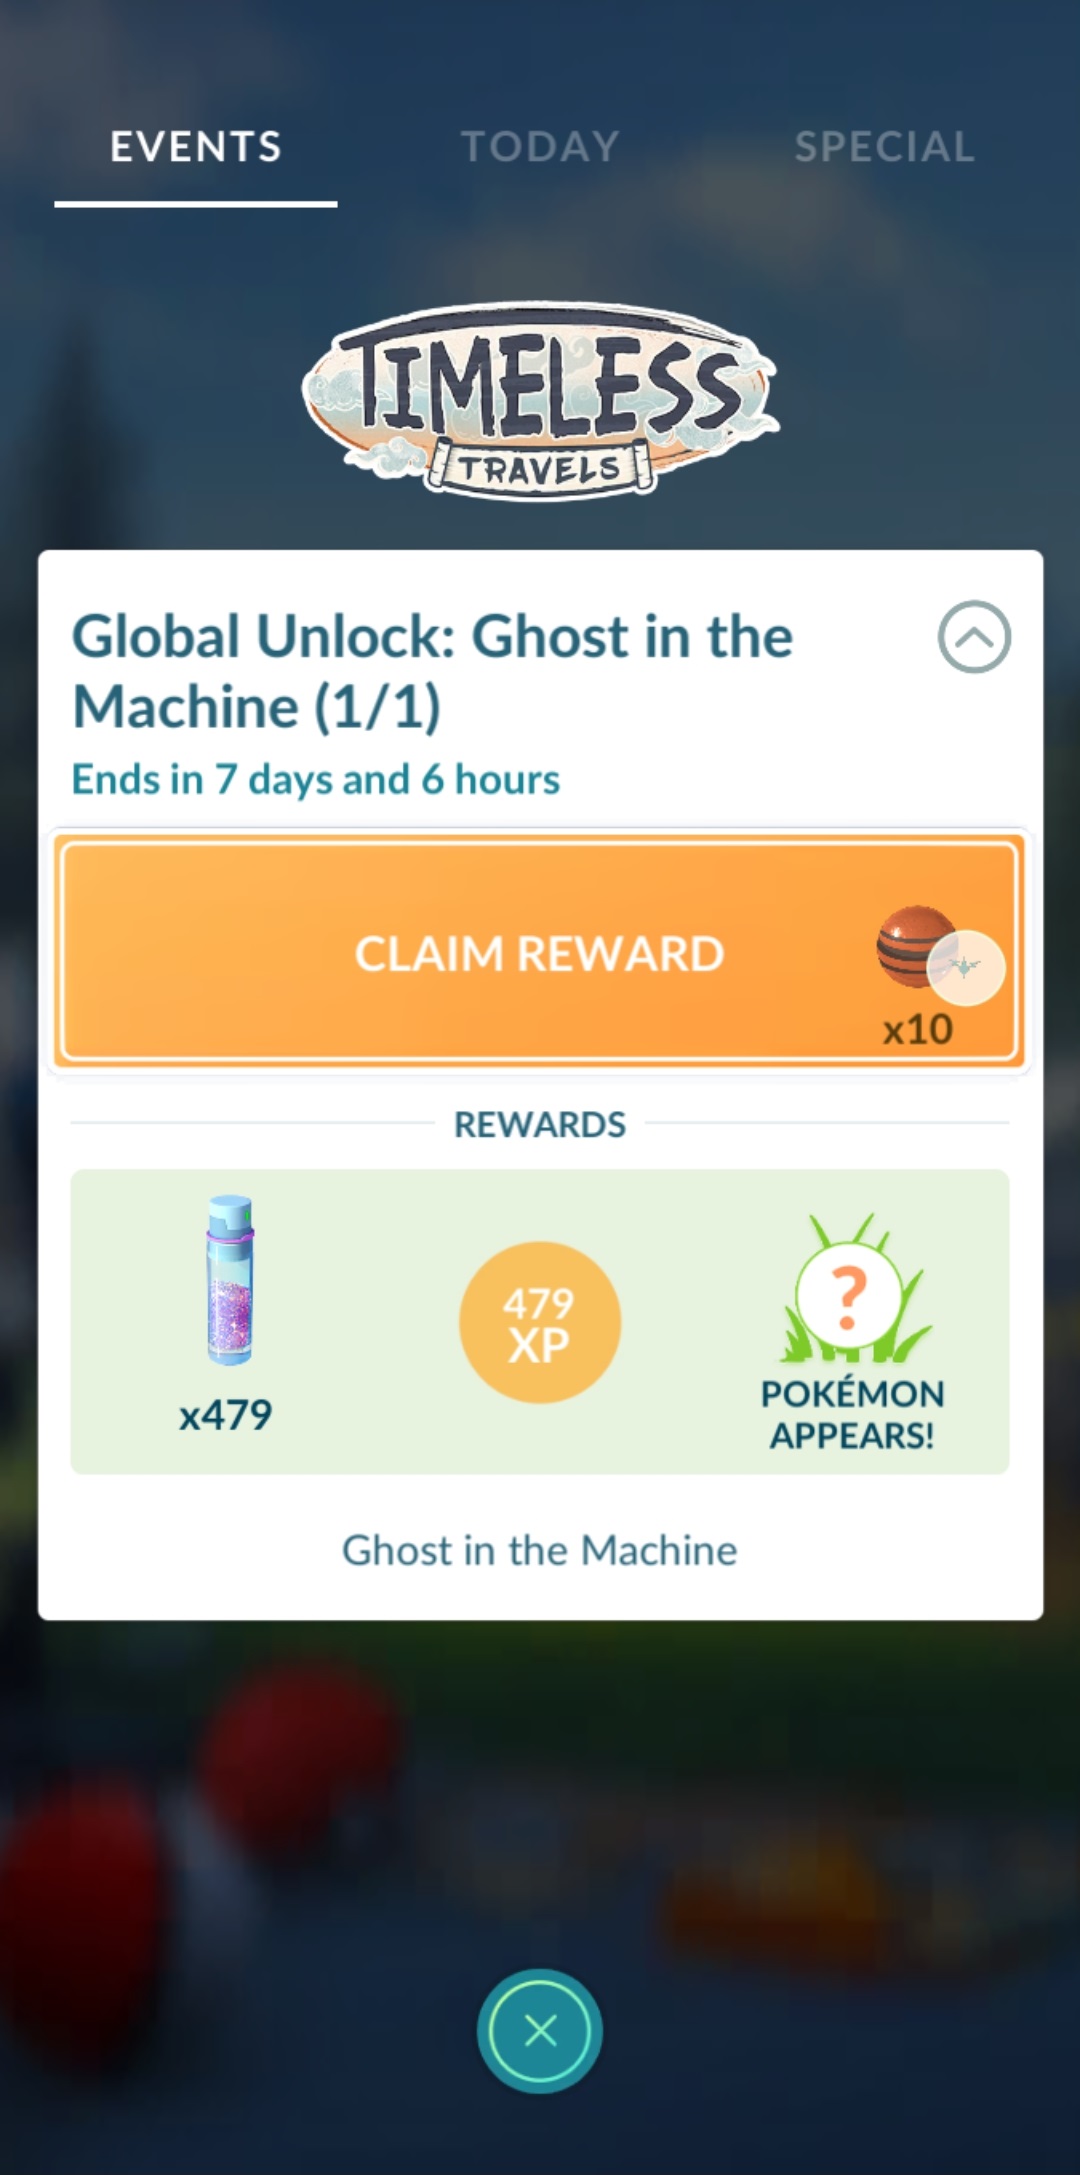 EVENTS
TODAY
SPECIAL
TIMELESS
TRAVELS
Global Unlock: Ghost in the
Machine (1/1)
Ends in 7 days and 6 hours
CLAIM REWARD
x10
REWARDS
x479
479
XP
?
POKÉMON
APPEARS!
Ghost in the Machine